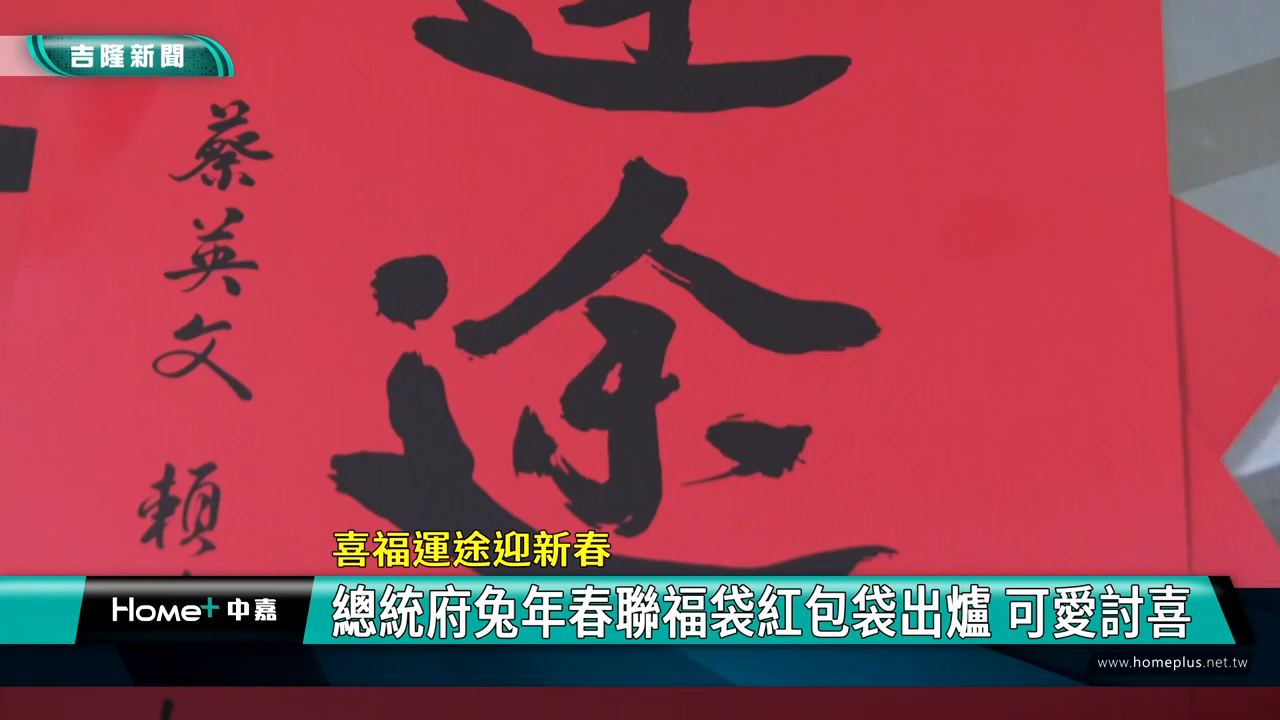 吉隆新聞
途
蔡英文 賴
喜福運途迎新春
Home+ 中嘉
總統府兔年春聯福袋紅包袋出爐 可愛討喜
www.homeplus.net.tw